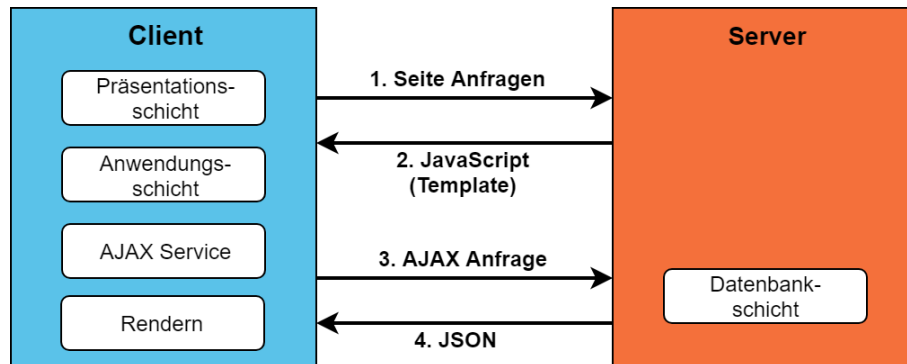 Client
Präsentations-
schicht
Anwendungs-
schicht
AJAX Service
Rendern
1. Seite Anfragen
2. JavaScript
(Template)
3. AJAX Anfrage
4. JSON
Server
Datenbank-
schicht